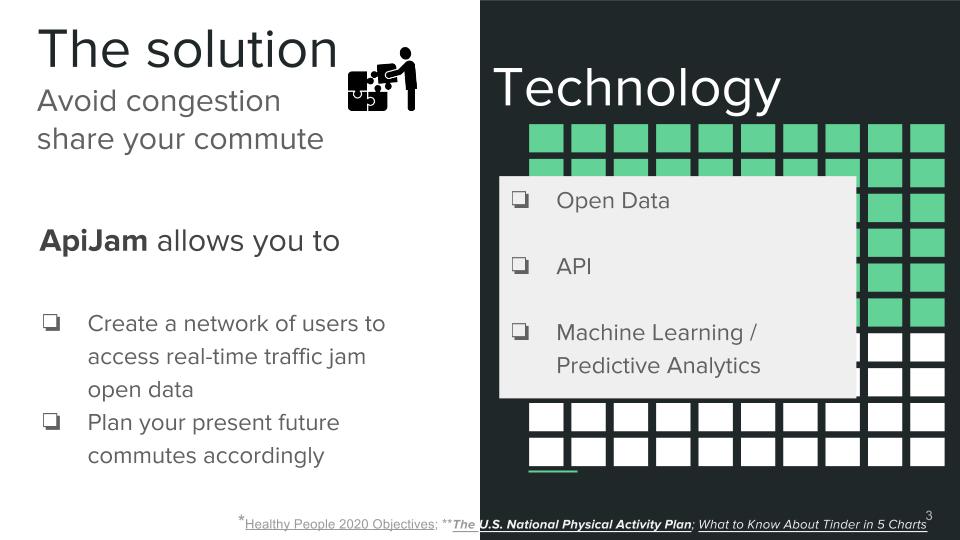 The solution
Avoid congestion
share your commute
ApiJam allows you to
❏ Create a network of users to
access real-time traffic jam
open data
❏ Plan your present future
commutes accordingly
Technology
❏ Open Data
❏ API
❏ Machine Learning /
Predictive Analytics
*Healthy People 2020 Objectives; **The U.S. National Physical Activity Plan; What to Know About Tinder in 5 Charts
3